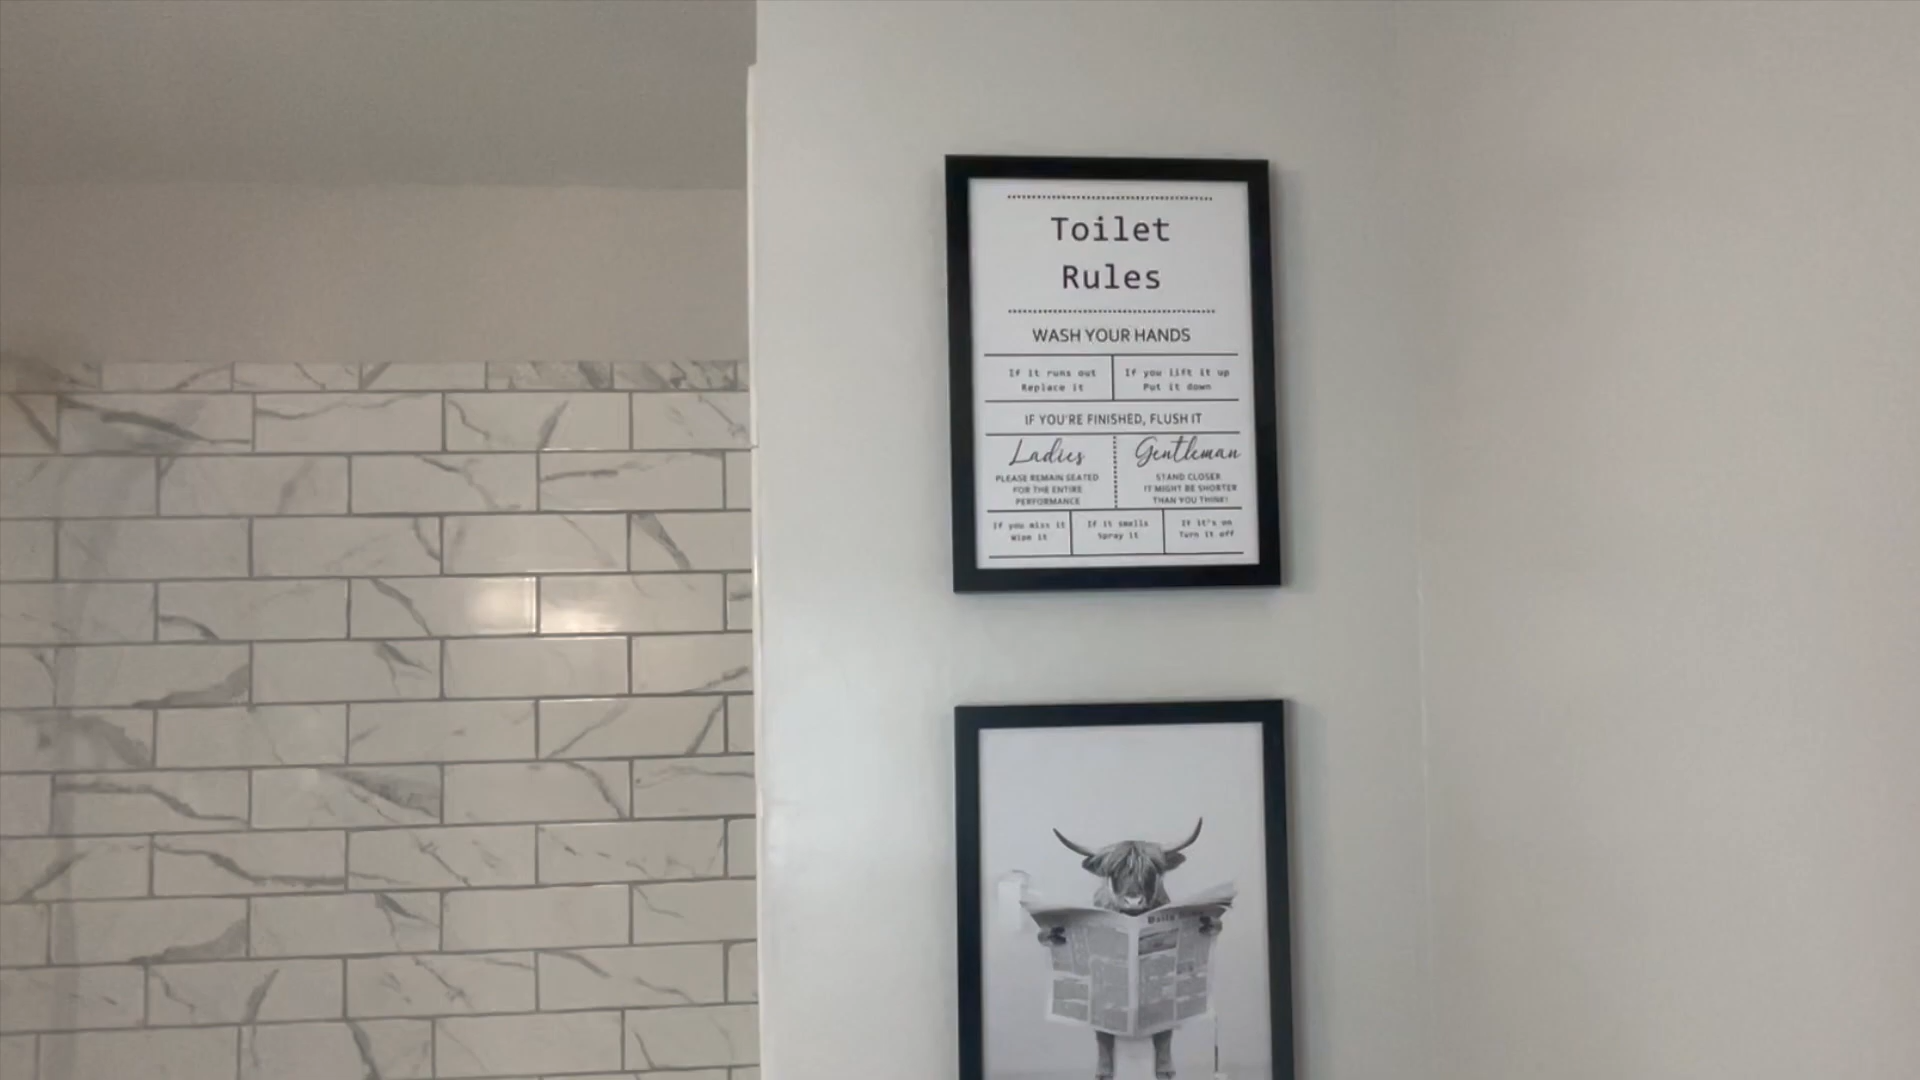 Toilet
Rules
WASH YOUR HANDS
If it runs out
Replace it
If you lift it up
Put it down
IF YOU'RE FINISHED, FLUSH IT
Ladies
PLEASE REMAIN SEATED
FOR THE ENTIRE
PERFORMANCE
Gentleman
STAND CLOSER
IT MIGHT BE SHORTER
THAN YOU THINK!
If you miss it
Wipe it
If it smells
Spray it
If it's on
Turn it off
Daily